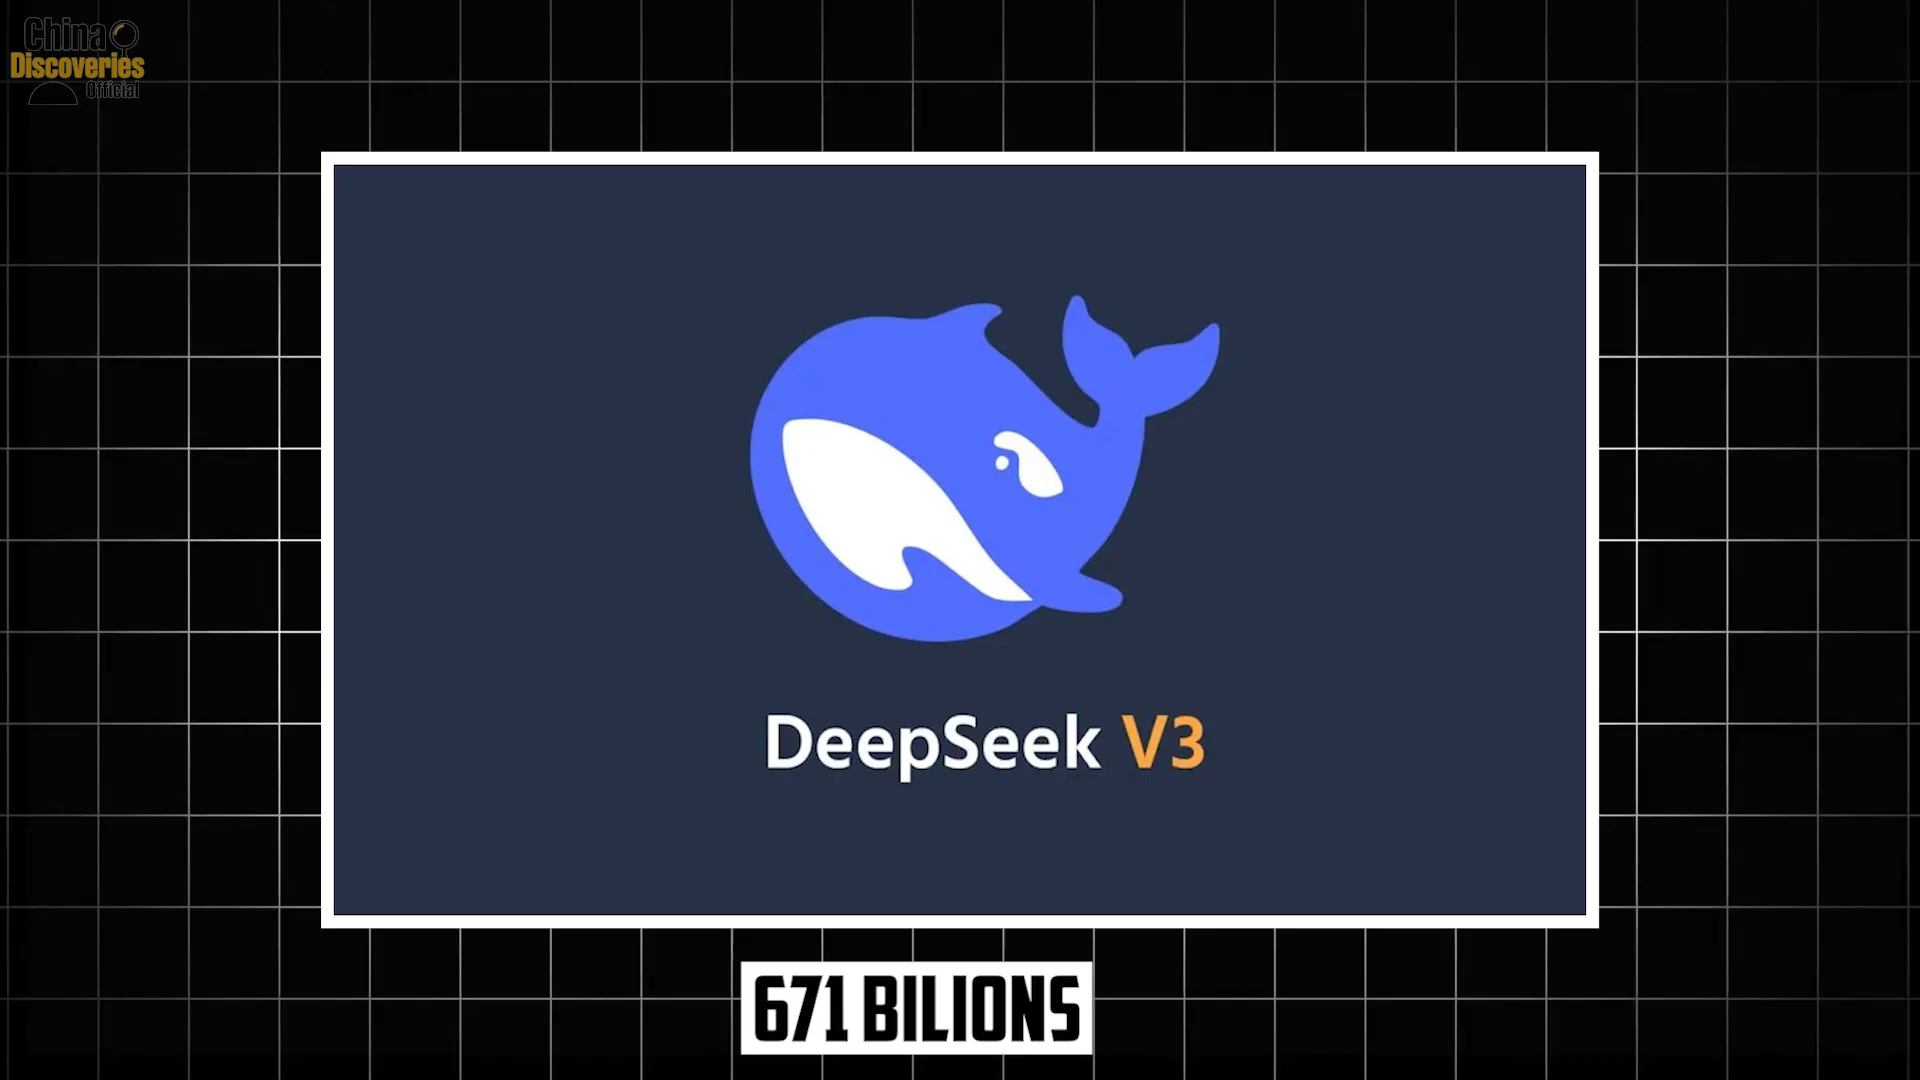 China
Discoveries
Official
DeepSeek V3
671 BILIONS